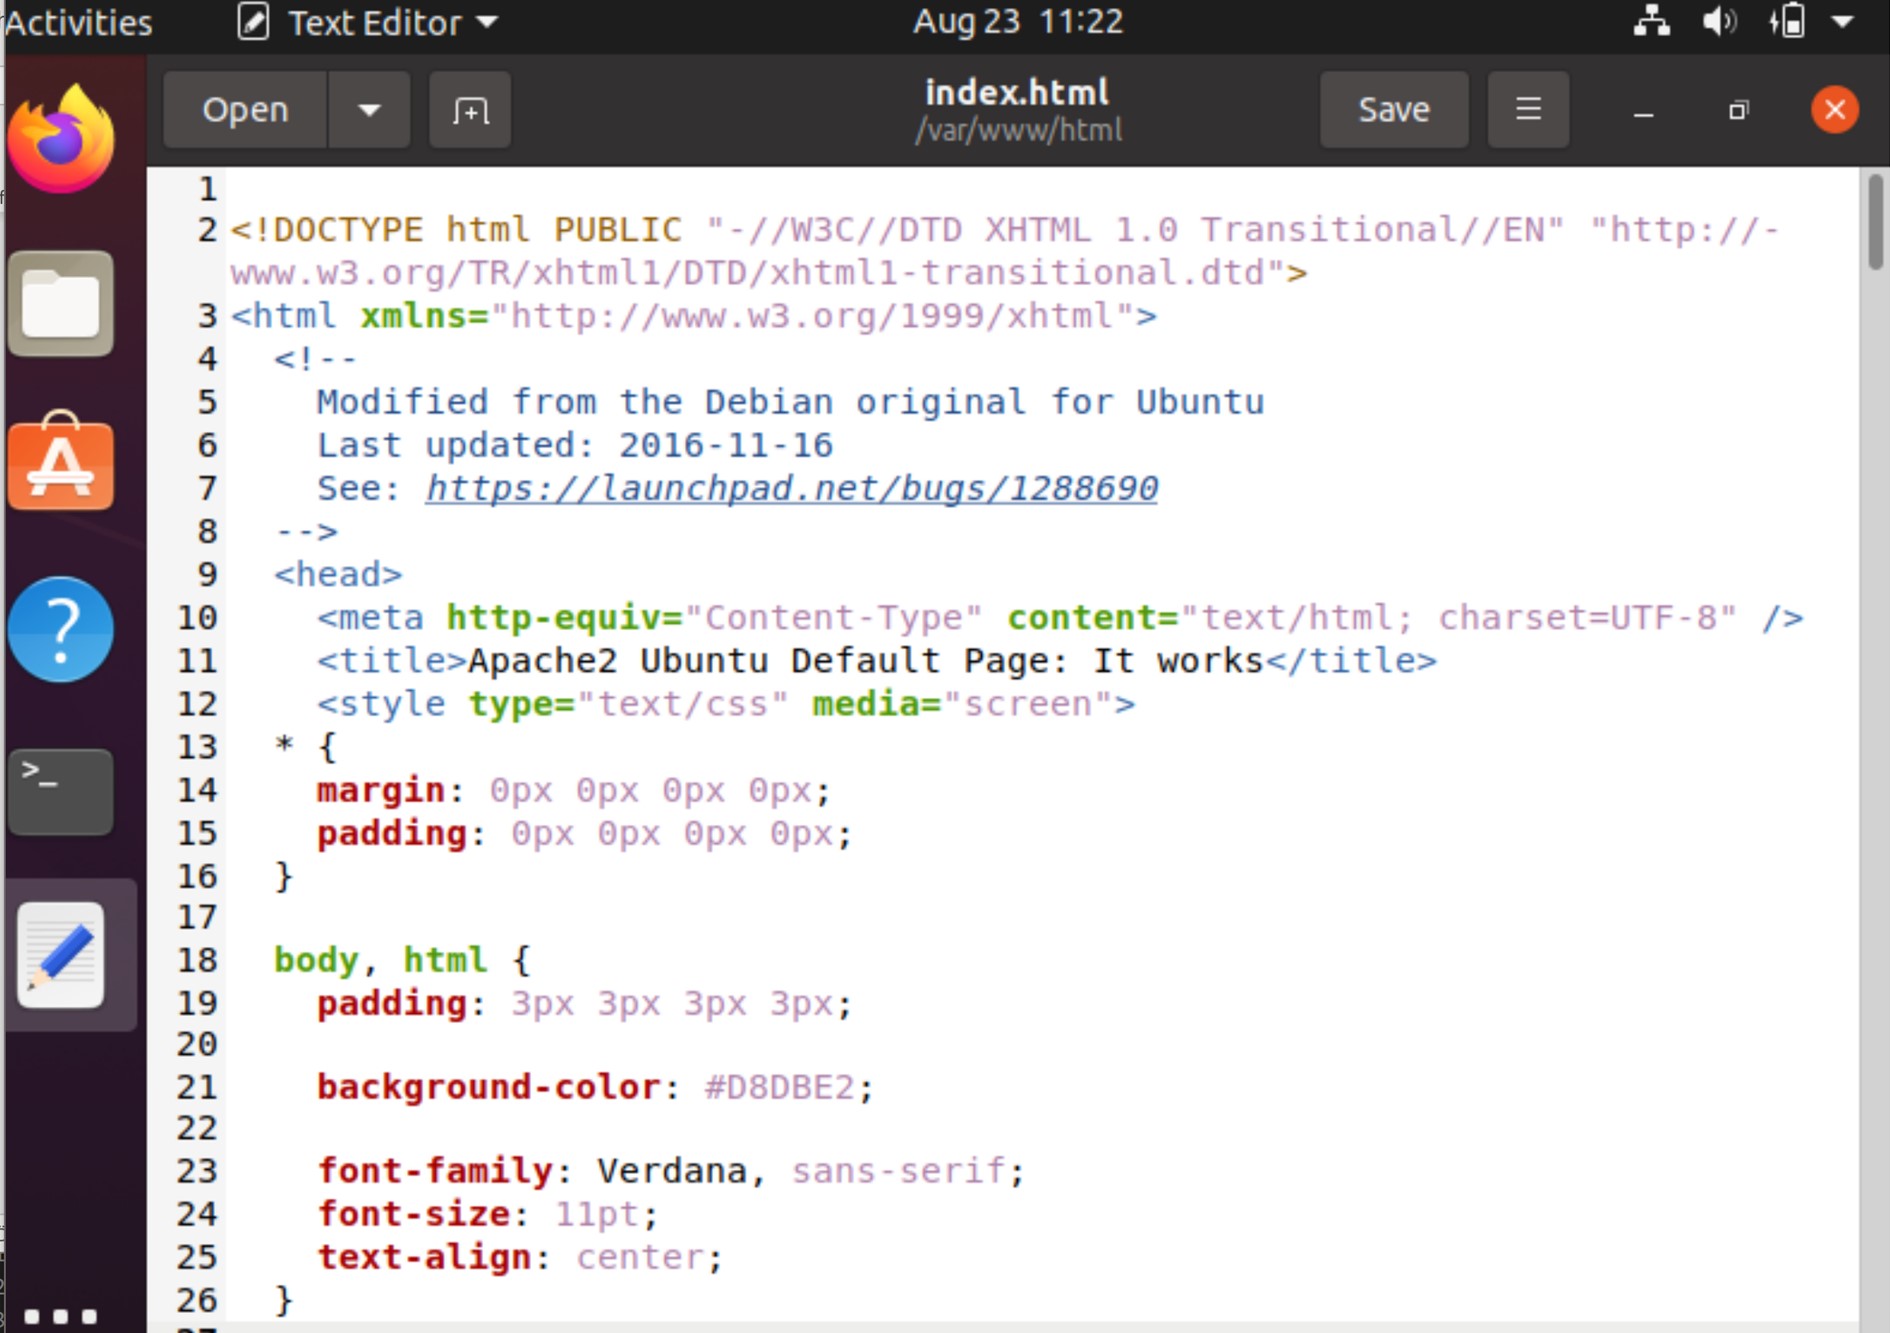 Activities Text Editor Aug 23 11:22
Open index.html Save
/var/www/html
1
2 <!DOCTYPE html PUBLIC "-//W3C//DTD XHTML 1.0 Transitional//EN" "http://-
www.w3.org/TR/xhtml1/DTD/xhtml1-transitional.dtd">
3 <html xmlns="http://www.w3.org/1999/xhtml">
4 <!--
5 Modified from the Debian original for Ubuntu
6 Last updated: 2016-11-16
7 See: https://launchpad.net/bugs/1288690
8 -->
9 <head>
10 <meta http-equiv="Content-Type" content="text/html; charset=UTF-8" />
11 <title>Apache2 Ubuntu Default Page: It works</title>
12 <style type="text/css" media="screen">
13 * {
14 margin: 0px 0px 0px 0px;
15 padding: 0px 0px 0px 0px;
16 }
17
18 body, html {
19 padding: 3px 3px 3px 3px;
20
21 background-color: #D8DBE2;
22
23 font-family: Verdana, sans-serif;
24 font-size: 11pt;
25 text-align: center;
26 }